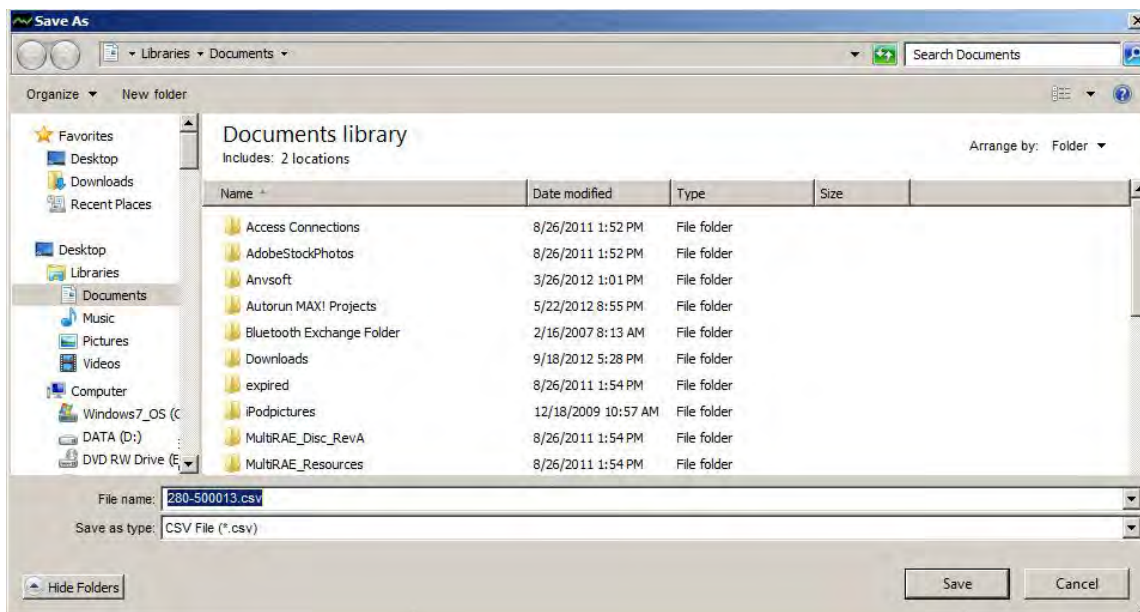 Save As
Libraries Documents
Search Documents
Organize New folder
Favorites
Desktop
Downloads
Recent Places
Desktop
Libraries
Documents
Music
Pictures
Videos
Computer
Windows7_OS (C
DATA (D:)
DVD RW Drive (E
Documents library
Includes: 2 locations
Arrange by: Folder
Name Date modified Type Size
Access Connections 8/26/2011 1:52 PM File folder
AdobeStockPhotos 8/26/2011 1:52 PM File folder
Anvsoft 3/26/2012 1:01 PM File folder
Autorun MAX! Projects 5/22/2012 8:55 PM File folder
Bluetooth Exchange Folder 2/16/2007 8:13 AM File folder
Downloads 9/18/2012 5:28 PM File folder
expired 8/26/2011 1:54 PM File folder
iPodpictures 12/18/2009 10:57 AM File folder
MultiRAE_Disc_RevA 8/26/2011 1:54 PM File folder
MultiRAE_Resources 8/26/2011 1:54 PM File folder
File name: 280-500013.csv
Save as type: CSV File (*.csv)
Hide Folders
Save Cancel